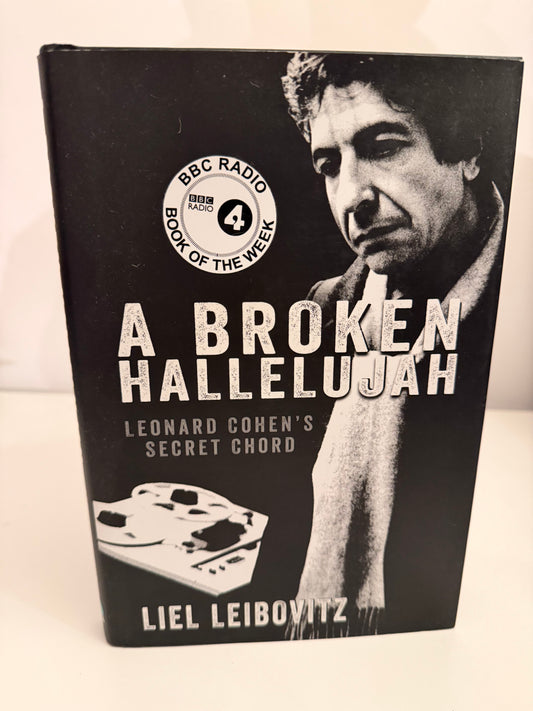 BBC RADIO
BBC
RADIO
4
BOOK OF THE WEEK
A BROKEN
HALLELUJAH
LEONARD COHEN'S
SECRET CHORD
LIEL LEIBOVITZ